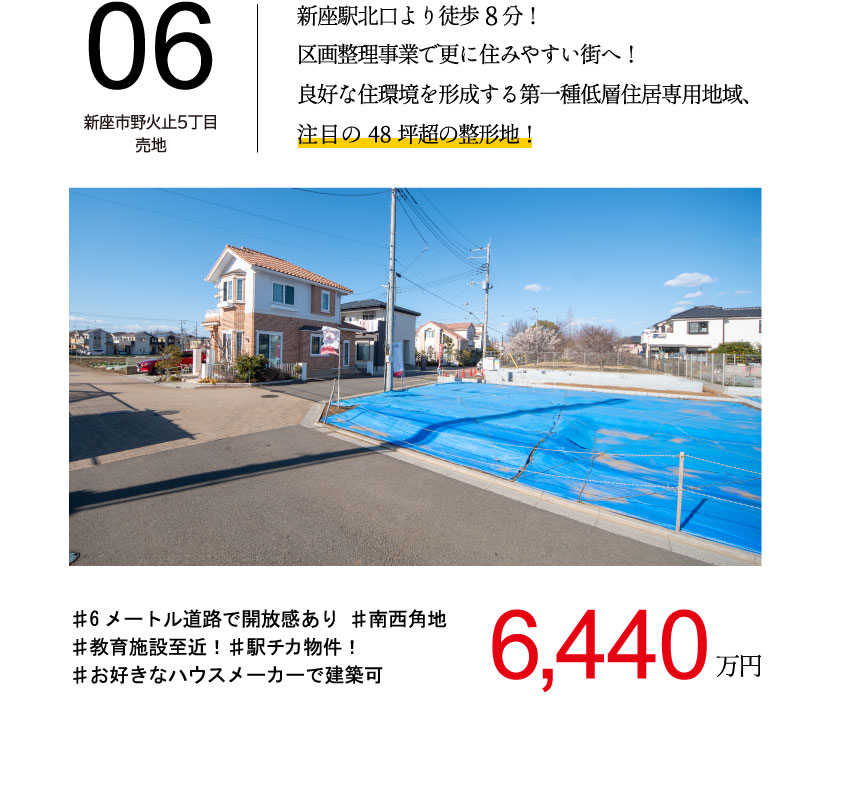 06
新座市野火止5丁目
売地
新座駅北口より徒歩8分！
区画整理事業で更に住みやすい街へ！
良好な住環境を形成する第一種低層住居専用地域、
注目の48坪超の整形地！
♯6メートル道路で開放感あり ♯南西角地
♯教育施設至近！♯駅チカ物件！
♯お好きなハウスメーカーで建築可
6,440万円